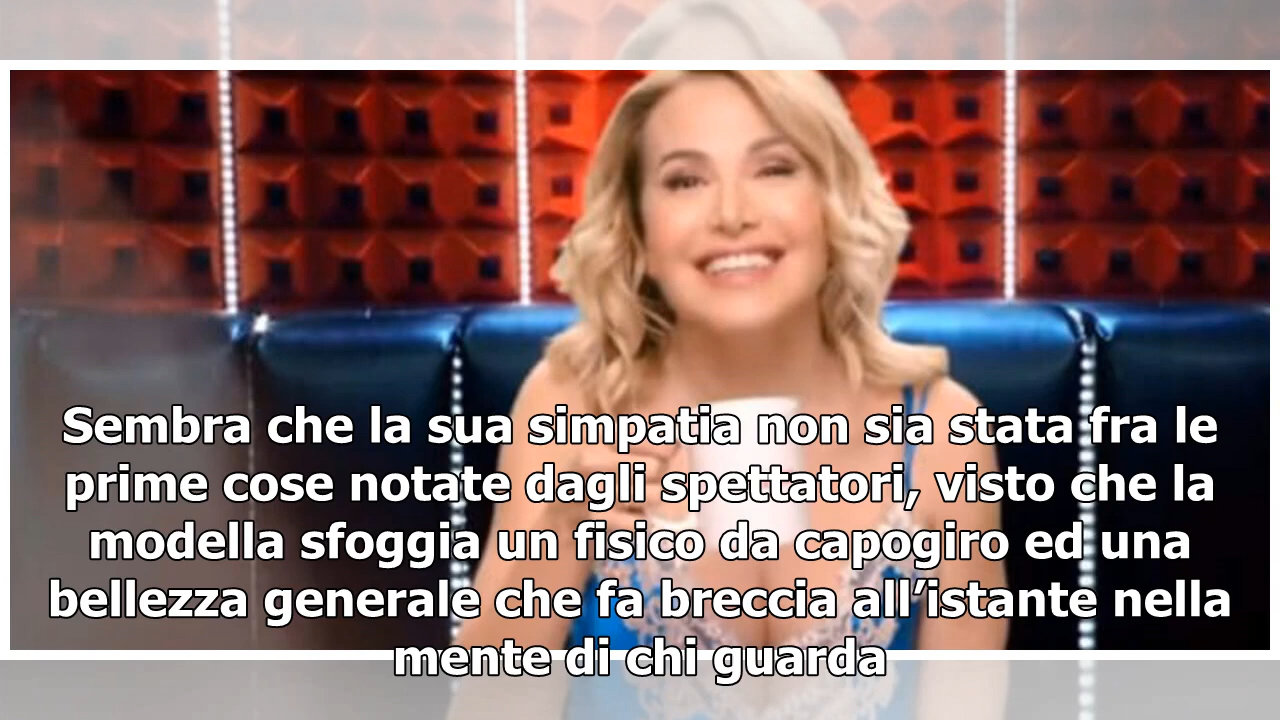 Sembra che la sua simpatia non sia stata fra le
prime cose notate dagli spettatori, visto che la
modella sfoggia un fisico da capogiro ed una
bellezza generale che fa breccia all’istante nella
mente di chi guarda